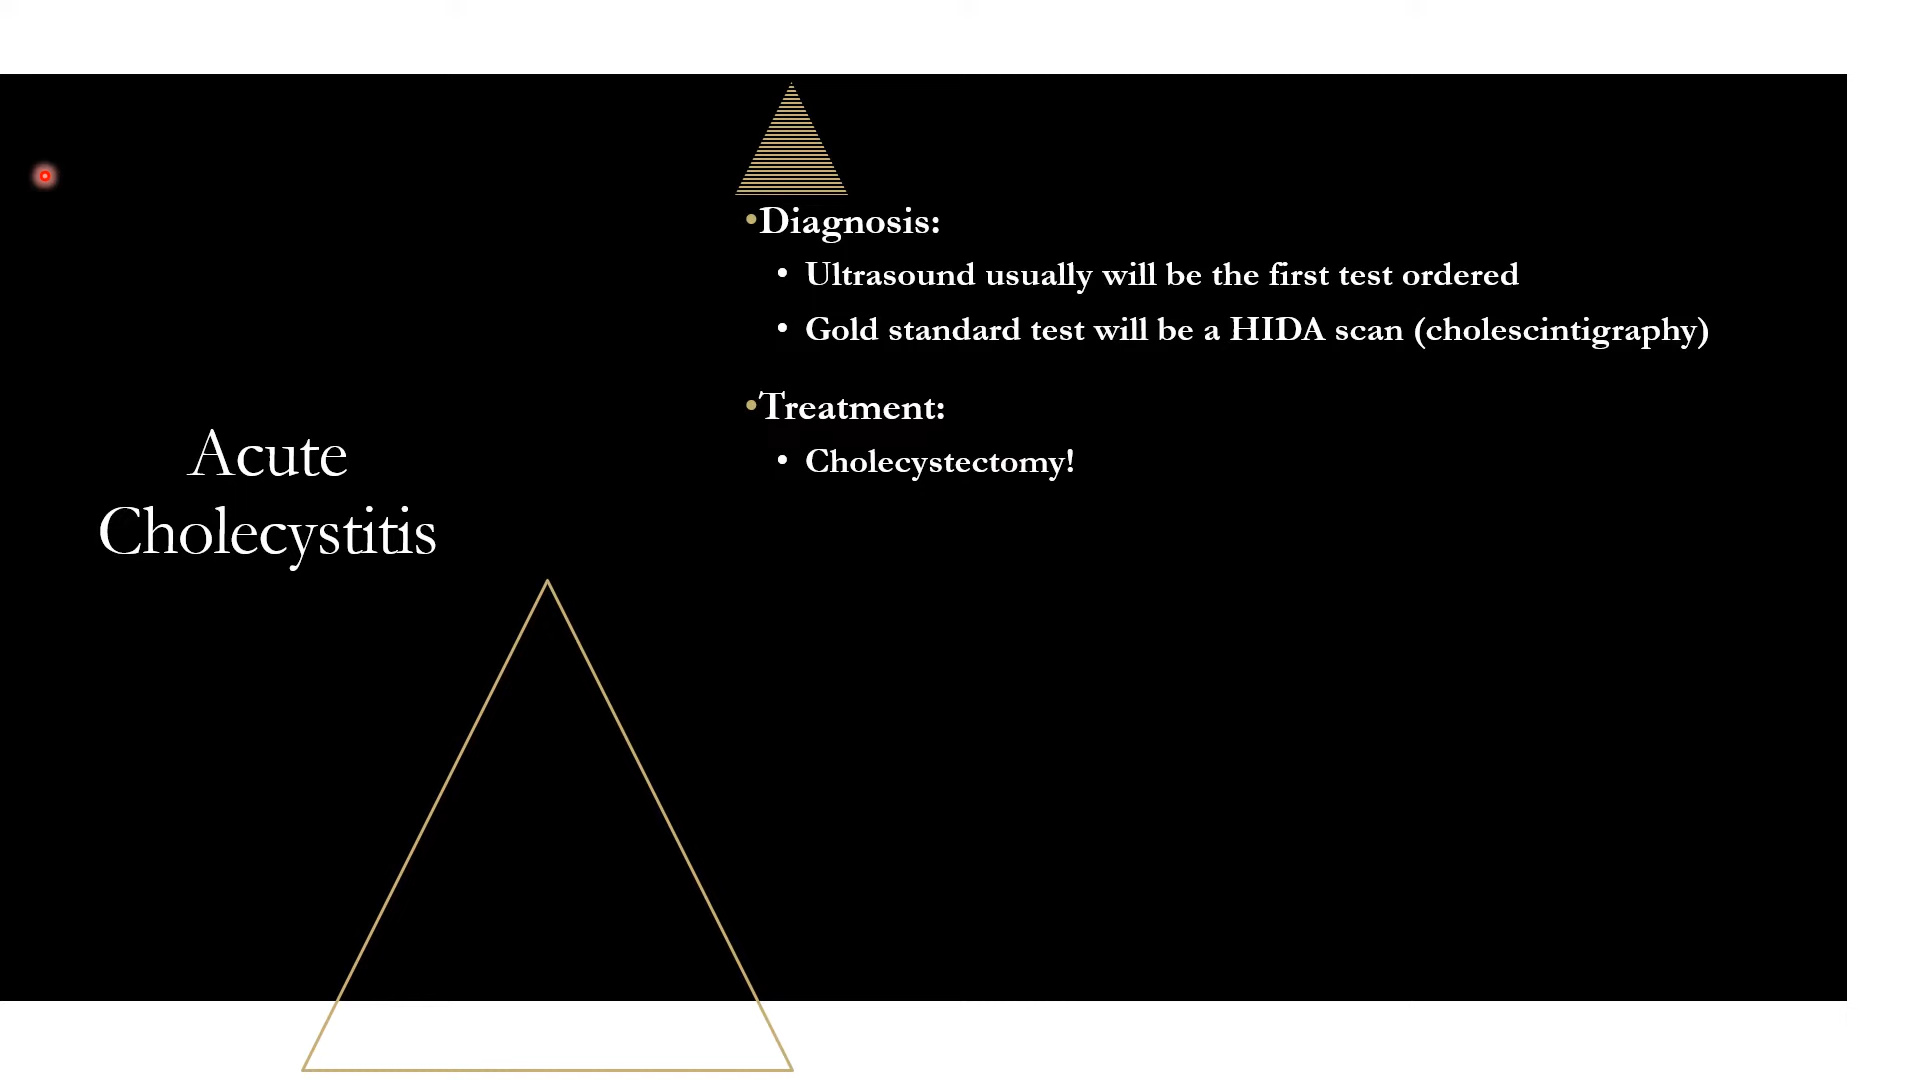 Acute
Cholecystitis
•Diagnosis:
• Ultrasound usually will be the first test ordered
• Gold standard test will be a HIDA scan (cholescintigraphy)
•Treatment:
• Cholecystectomy!